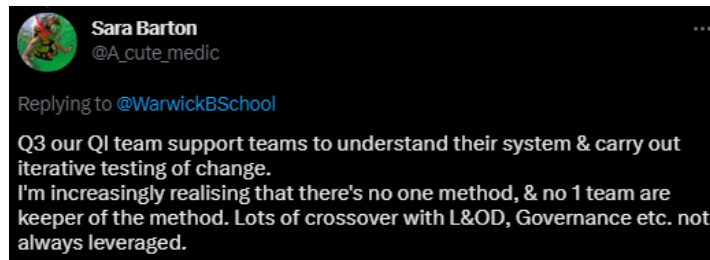 Sara Barton
@A_cute_medic
Replying to @WarwickBSchool
Q3 our QI team support teams to understand their system & carry out
iterative testing of change.
I'm increasingly realising that there's no one method, & no 1 team are
keeper of the method. Lots of crossover with L&OD, Governance etc. not
always leveraged.